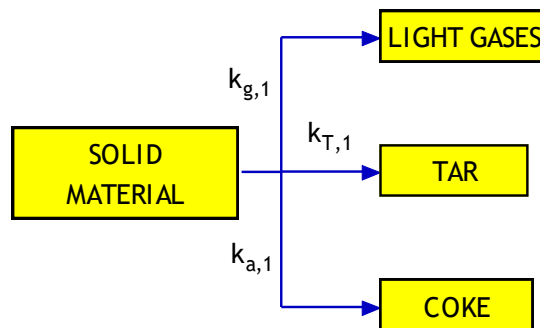 LIGHT GASES
k_{g,1}
k_{T,1}
SOLID
MATERIAL
TAR
k_{a,1}
COKE